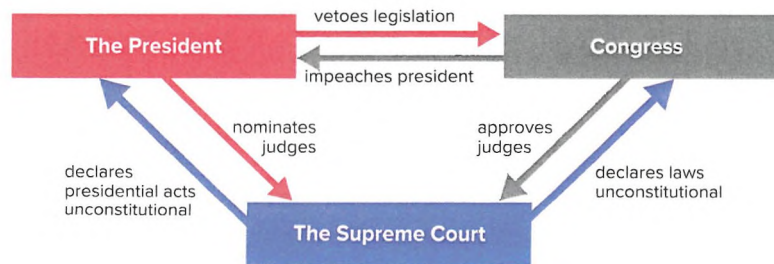 vetoes legislation
The President
Congress
impeaches president
nominates
judges
approves
judges
declares
presidential acts
unconstitutional
declares laws
unconstitutional
The Supreme Court